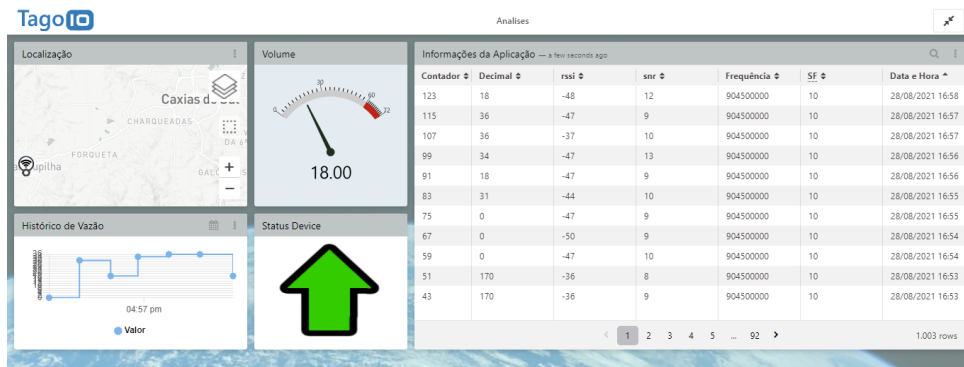 TagoIO
Analises
Localização
Caxias d
CHARQUEADAS
FORQUETA
upilha
+
−
Volume
0 30 60 72
18.00
Histórico de Vazão
04:57 pm
Valor
Status Device
Informações da Aplicação — a few seconds ago
Contador Decimal rssi snr Frequência SF Data e Hora
123 18 -48 12 904500000 10 28/08/2021 16:58
115 36 -47 9 904500000 10 28/08/2021 16:57
107 36 -37 10 904500000 10 28/08/2021 16:57
99 34 -47 13 904500000 10 28/08/2021 16:56
91 18 -47 9 904500000 10 28/08/2021 16:56
83 31 -44 10 904500000 10 28/08/2021 16:55
75 0 -47 9 904500000 10 28/08/2021 16:55
67 0 -50 9 904500000 10 28/08/2021 16:54
59 0 -47 10 904500000 10 28/08/2021 16:54
51 170 -36 8 904500000 10 28/08/2021 16:53
43 170 -36 9 904500000 10 28/08/2021 16:53
1 2 3 4 5 ... 92
1.003 rows